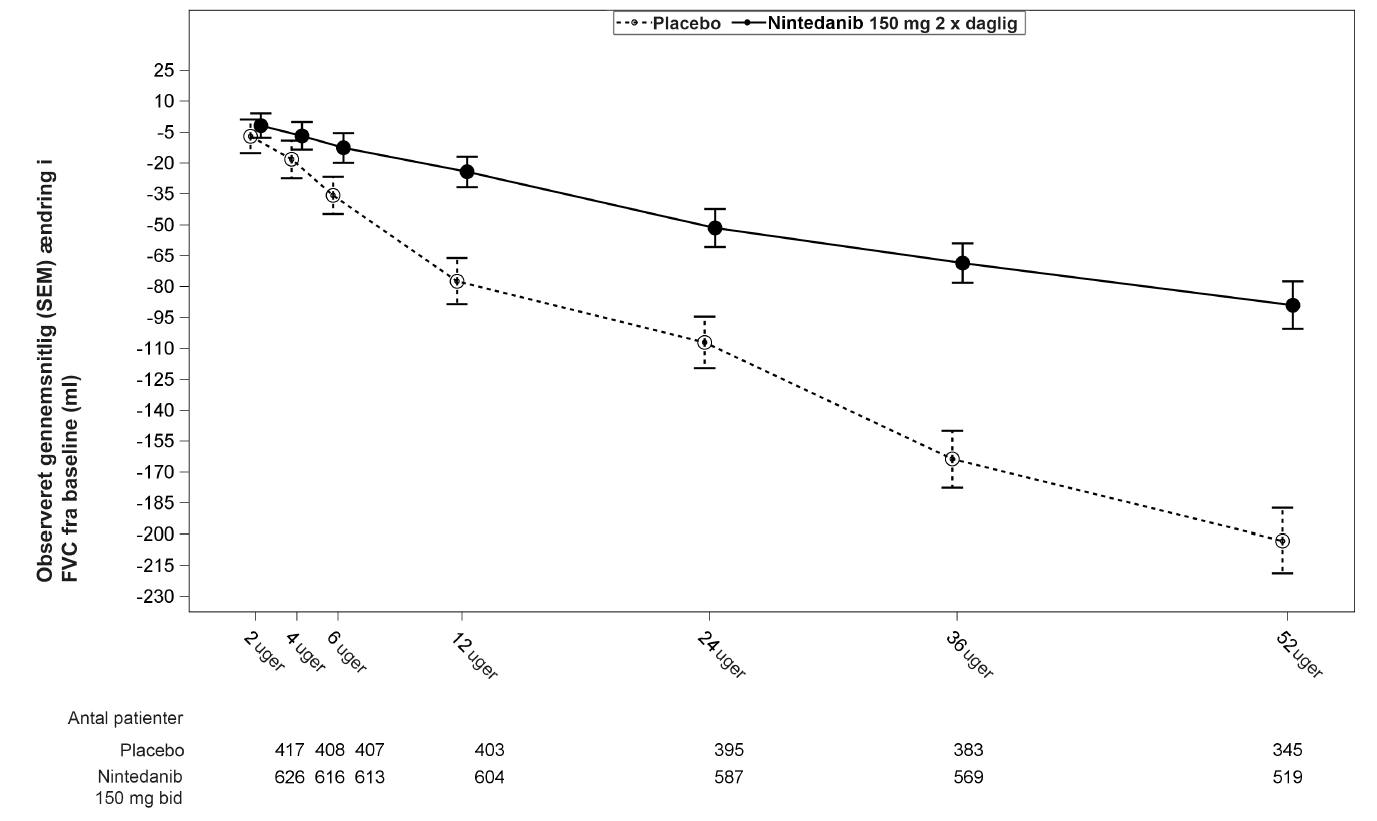 Placebo Nintedanib 150 mg 2 x daglig
Observeret gennemsnitlig (SEM) ændring i
FVC fra baseline (ml)
25
10
-5
-20
-35
-50
-65
-80
-95
-110
-125
-140
-155
-170
-185
-200
-215
-230
2 uger
4 uger
6 uger
12 uger
24 uger
36 uger
52 uger
Antal patienter
Placebo 417 408 407 403 395 383 345
Nintedanib 626 616 613 604 587 569 519
150 mg bid